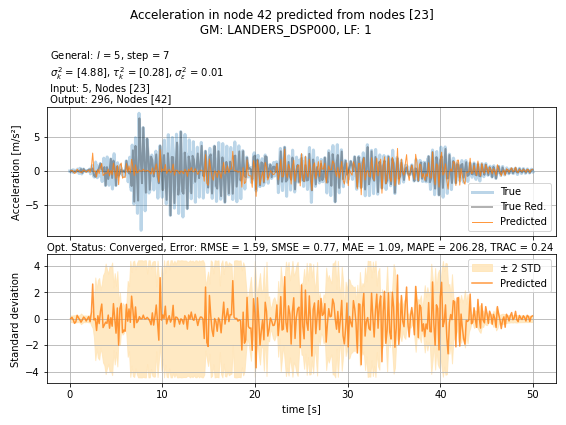 Acceleration in node 42 predicted from nodes [23]
GM: LANDERS_DSP000, LF: 1
General: l = 5, step = 7
σ²ₖ = [4.88], τ²ₖ = [0.28], σ²ε = 0.01
Input: 5, Nodes [23]
Output: 296, Nodes [42]
Acceleration [m/s²]
5
0
−5
True
True Red.
Predicted
Opt. Status: Converged, Error: RMSE = 1.59, SMSE = 0.77, MAE = 1.09, MAPE = 206.28, TRAC = 0.24
Standard deviation
4
2
0
−2
−4
± 2 STD
Predicted
0 10 20 30 40 50
time [s]